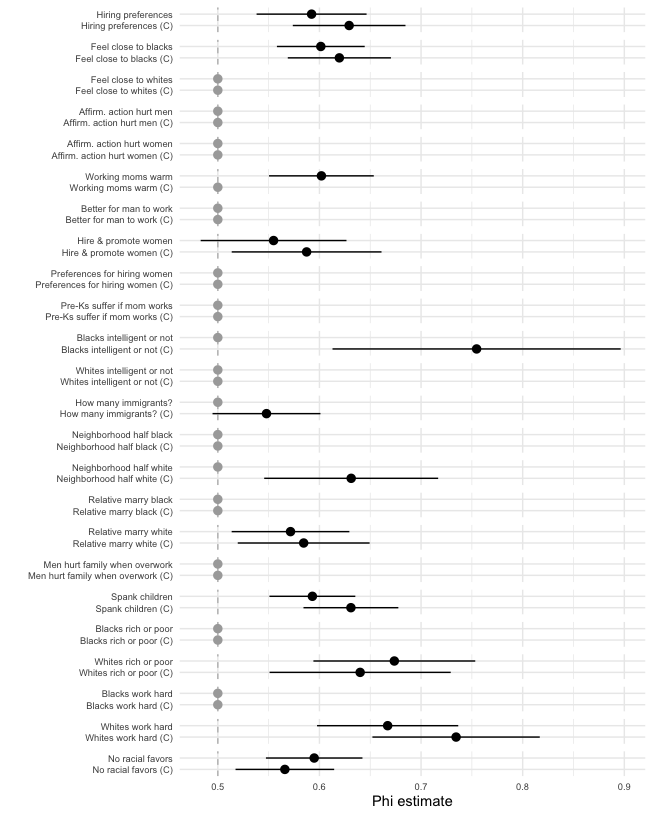 Hiring preferences
Hiring preferences (C)
Feel close to blacks
Feel close to blacks (C)
Feel close to whites
Feel close to whites (C)
Affirm. action hurt men
Affirm. action hurt men (C)
Affirm. action hurt women
Affirm. action hurt women (C)
Working moms warm
Working moms warm (C)
Better for man to work
Better for man to work (C)
Hire & promote women
Hire & promote women (C)
Preferences for hiring women
Preferences for hiring women (C)
Pre-Ks suffer if mom works
Pre-Ks suffer if mom works (C)
Blacks intelligent or not
Blacks intelligent or not (C)
Whites intelligent or not
Whites intelligent or not (C)
How many immigrants?
How many immigrants? (C)
Neighborhood half black
Neighborhood half black (C)
Neighborhood half white
Neighborhood half white (C)
Relative marry black
Relative marry black (C)
Relative marry white
Relative marry white (C)
Men hurt family when overwork
Men hurt family when overwork (C)
Spank children
Spank children (C)
Blacks rich or poor
Blacks rich or poor (C)
Whites rich or poor
Whites rich or poor (C)
Blacks work hard
Blacks work hard (C)
Whites work hard
Whites work hard (C)
No racial favors
No racial favors (C)
0.5 0.6 0.7 0.8 0.9
Phi estimate